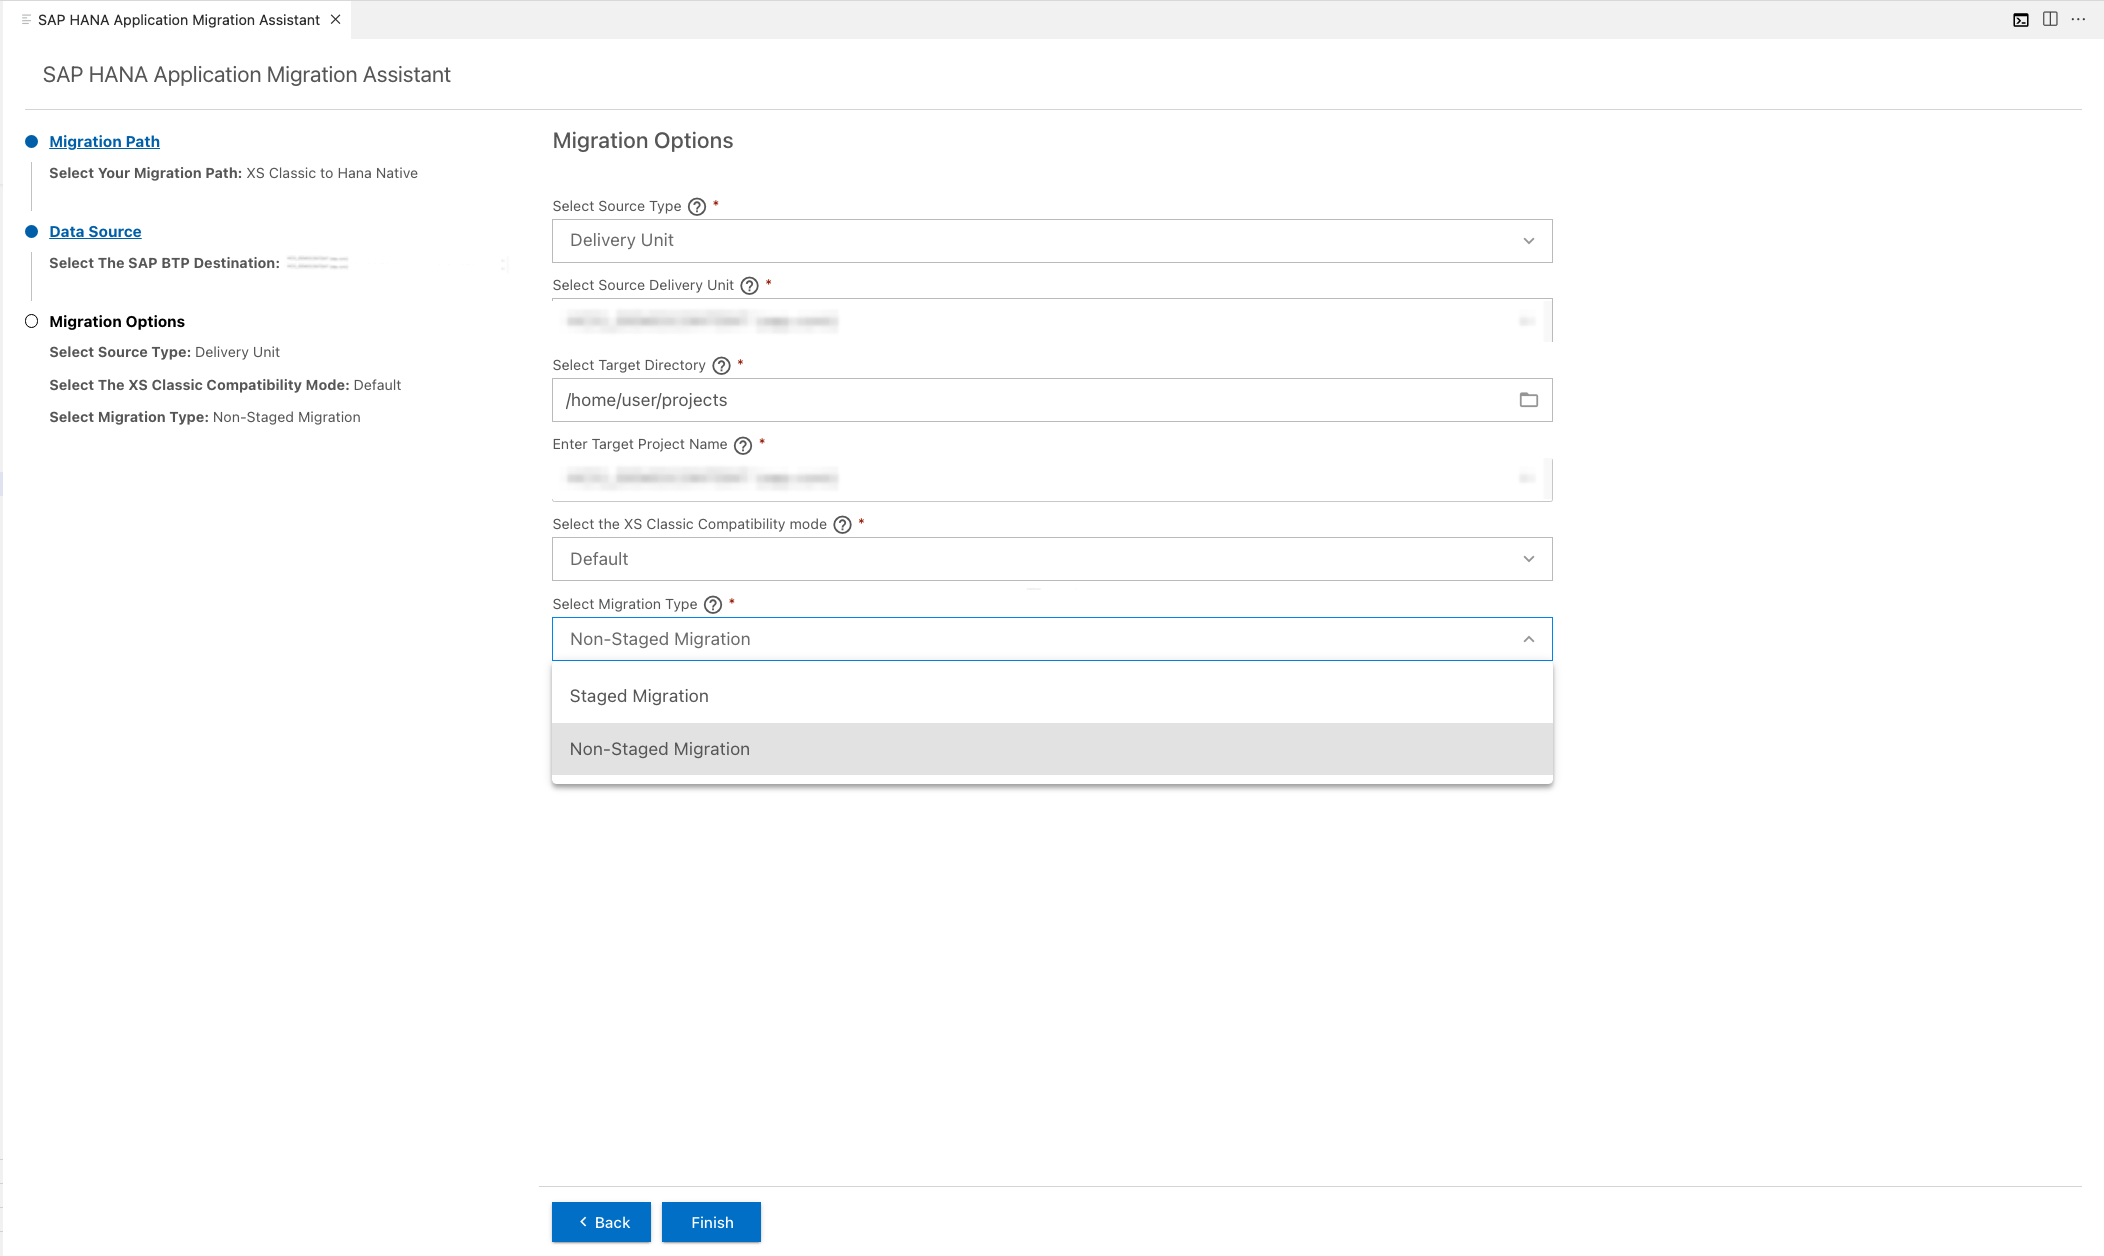 SAP HANA Application Migration Assistant
SAP HANA Application Migration Assistant
Migration Path
Select Your Migration Path: XS Classic to Hana Native
Data Source
Select The SAP BTP Destination:
Migration Options
Select Source Type: Delivery Unit
Select The XS Classic Compatibility Mode: Default
Select Migration Type: Non-Staged Migration
Migration Options
Select Source Type ? *
Delivery Unit
Select Source Delivery Unit ? *
Select Target Directory ? *
/home/user/projects
Enter Target Project Name ? *
Select the XS Classic Compatibility mode ? *
Default
Select Migration Type ? *
Non-Staged Migration
Staged Migration
Non-Staged Migration
Back
Finish